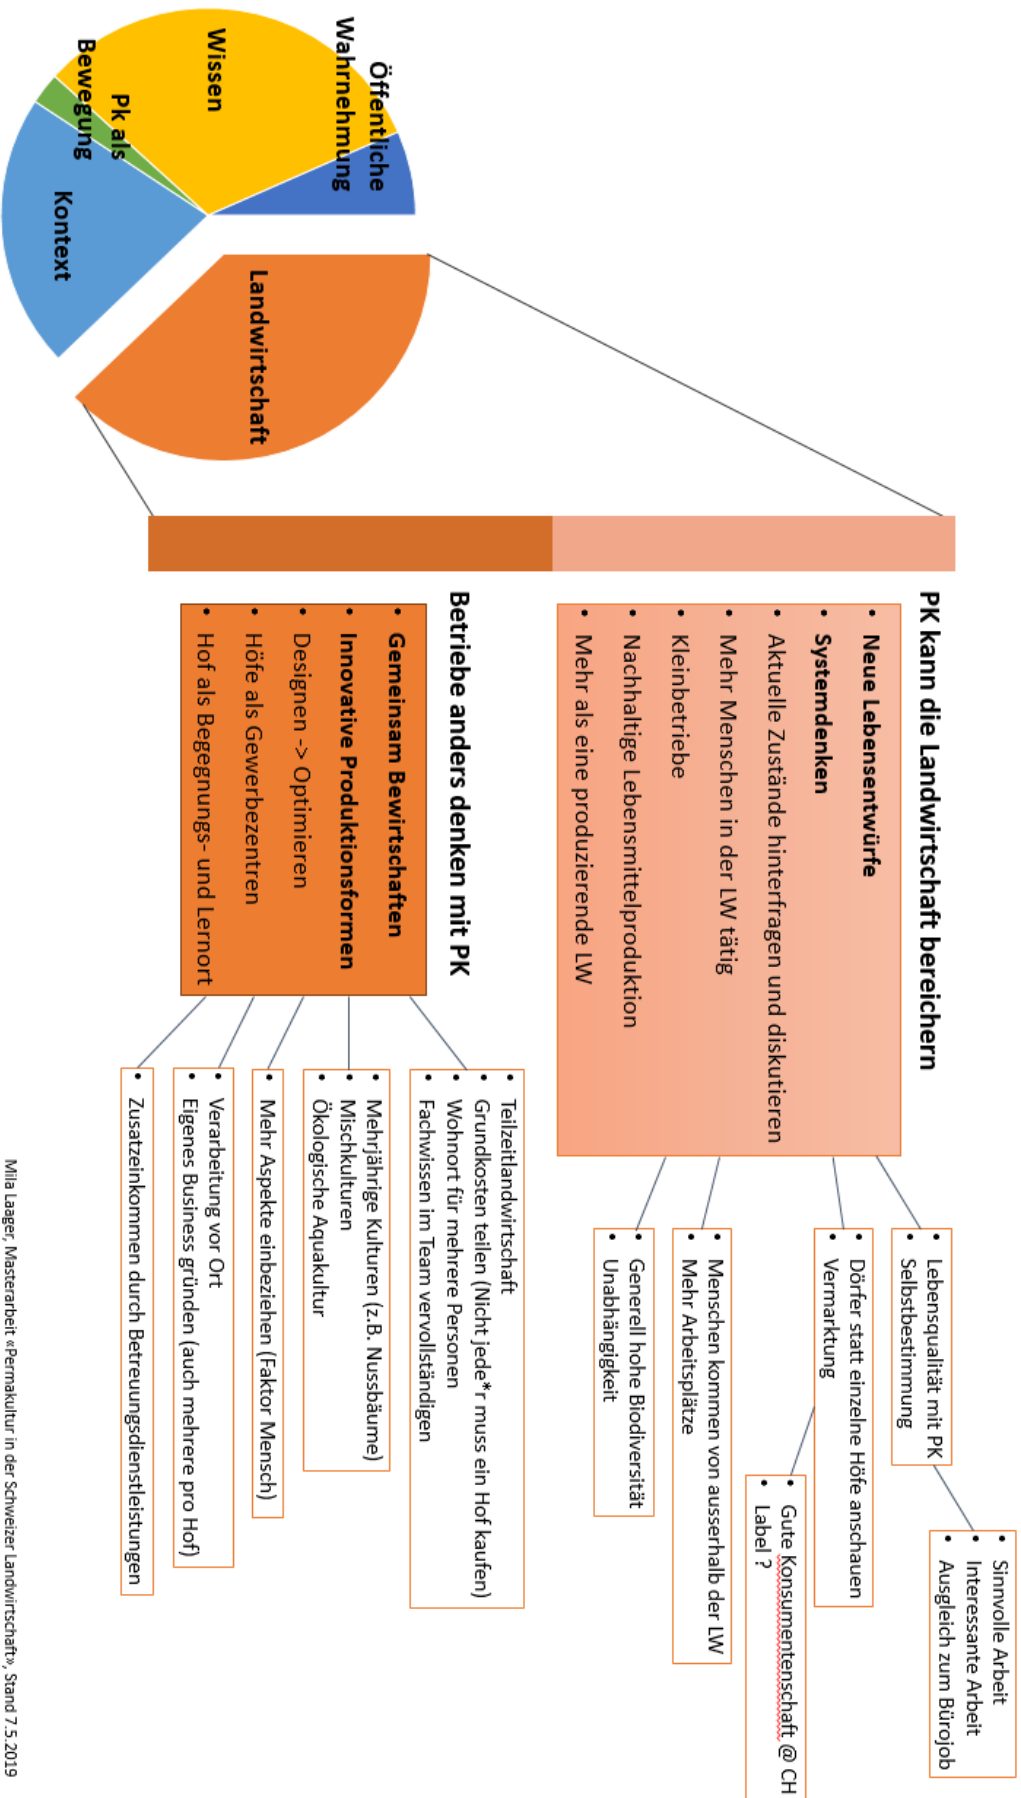 Öffentliche
Wahrnehmung
Wissen
Pk als
Bewegung
Kontext
Landwirtschaft
PK kann die Landwirtschaft bereichern
• Neue Lebensentwürfe
• Systemdenken
• Aktuelle Zustände hinterfragen und diskutieren
• Mehr Menschen in der LW tätig
• Kleinbetriebe
• Nachhaltige Lebensmittelproduktion
• Mehr als eine produzierende LW
• Lebensqualität mit PK
• Selbstbestimmung
• Sinnvolle Arbeit
• Interessante Arbeit
• Ausgleich zum Bürojob
• Dörfer statt einzelne Höfe anschauen
• Vermarktung
• Gute Konsumentenschaft @ CH
• Label ?
• Menschen kommen von ausserhalb der LW
• Mehr Arbeitsplätze
• Generell hohe Biodiversität
• Unabhängigkeit
Betriebe anders denken mit PK
• Gemeinsam Bewirtschaften
• Innovative Produktionsformen
• Designen -> Optimieren
• Höfe als Gewerbezentren
• Hof als Begegnungs- und Lernort
• Teilzeitlandwirtschaft
• Grundkosten teilen (Nicht jede*r muss ein Hof kaufen)
• Wohnort für mehrere Personen
• Fachwissen im Team vervollständigen
• Mehrjährige Kulturen (z.B. Nussbäume)
• Mischkulturen
• Ökologische Aquakultur
• Mehr Aspekte einbeziehen (Faktor Mensch)
• Verarbeitung vor Ort
• Eigenes Business gründen (auch mehrere pro Hof)
• Zusatzeinkommen durch Betreuungsdienstleistungen
Mila Laager, Masterarbeit «Permakultur in der Schweizer Landwirtschaft», Stand 7.5.2019